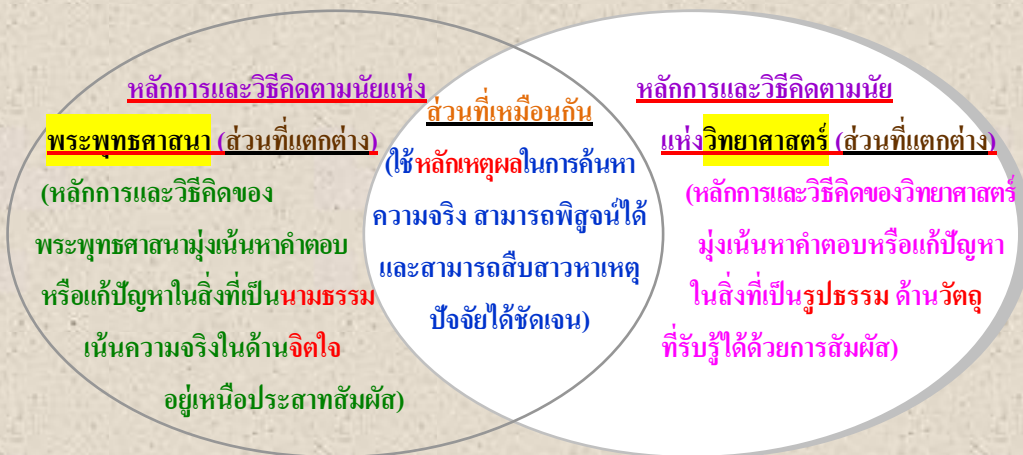 หลักการและวิธีคิดตามนัยแห่ง
พระพุทธศาสนา (ส่วนที่แตกต่าง)
(หลักการและวิธีคิดของ
พระพุทธศาสนามุ่งเน้นหาคำตอบ
หรือแก้ปัญหาในสิ่งที่เป็นนามธรรม
เน้นความจริงในด้านจิตใจ
อยู่เหนือประสาทสัมผัส)
ส่วนที่เหมือนกัน
(ใช้หลักเหตุผลในการค้นหา
ความจริง สามารถพิสูจน์ได้
และสามารถสืบสาวหาเหตุ
ปัจจัยได้ชัดเจน)
หลักการและวิธีคิดตามนัย
แห่งวิทยาศาสตร์ (ส่วนที่แตกต่าง)
(หลักการและวิธีคิดของวิทยาศาสตร์
มุ่งเน้นหาคำตอบหรือแก้ปัญหา
ในสิ่งที่เป็นรูปธรรม ด้านวัตถุ
ที่รับรู้ได้ด้วยการสัมผัส)